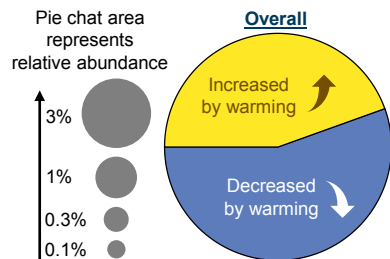 Pie chat area
represents
relative abundance
3%
1%
0.3%
0.1%
Overall
Increased
by warming
Decreased
by warming